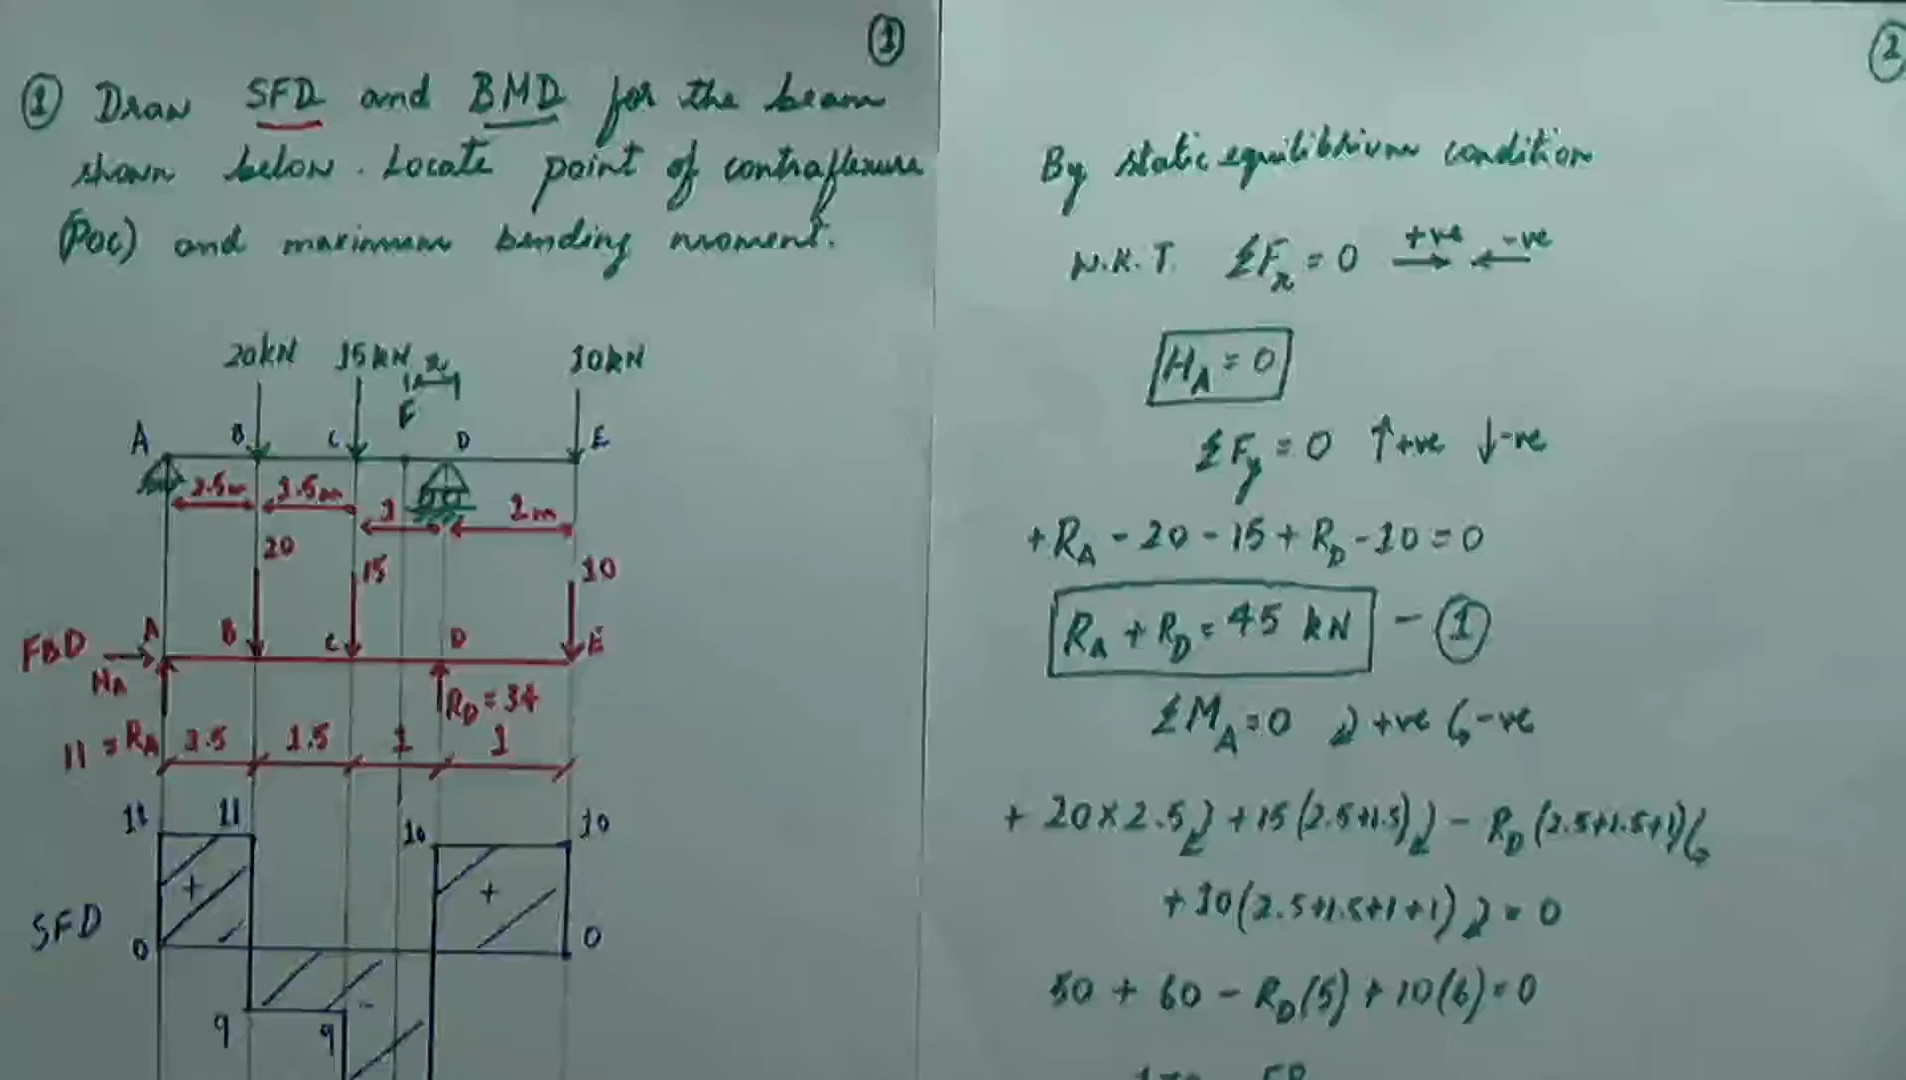 ①
① Draw SFD and BMD for the beam
shown below. Locate point of contraflexure
(POC) and maximum bending moment.
20kN 15kN x 10kN
F
A B C D E
2.5m 1.5m 1 1m
20 15 10
FBD A B C D E
HA RD = 34
11 = RA 2.5 1.5 1 1
11 11 10 10
+ +
SFD 0 0
-
9 9
2
By static equilibrium condition
W.K.T. ΣFx = 0 +ve -ve
HA = 0
ΣFy = 0 ↑+ve ↓-ve
+RA - 20 - 15 + RD - 10 = 0
RA + RD = 45 kN - ①
ΣMA = 0 +ve -ve
+ 20×2.5 + 15(2.5+1.5) - RD(2.5+1.5+1)
+ 10(2.5+1.5+1+1) = 0
50 + 60 - RD(5) + 10(6) = 0